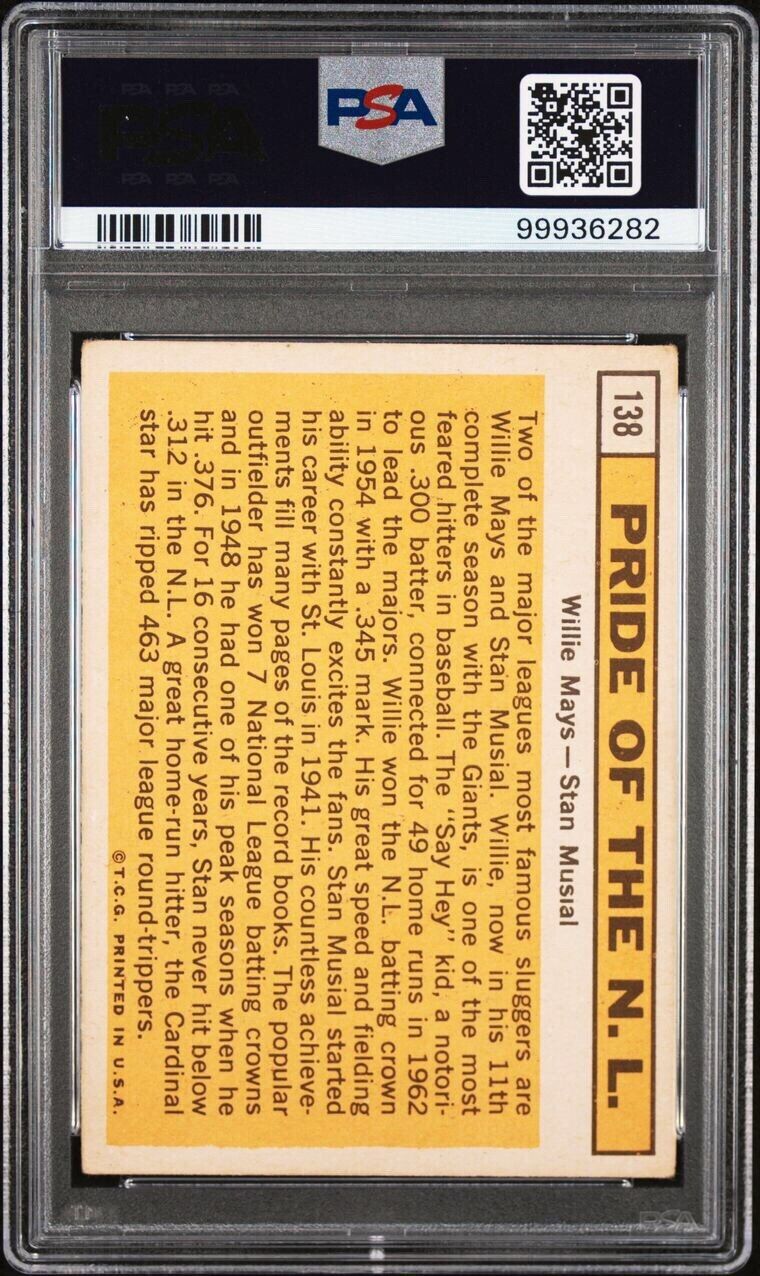 PSA PSA PSA
PSA
PSA PSA PSA
PSA
99936282
138 PRIDE OF THE N. L.
Willie Mays — Stan Musial
Two of the major leagues most famous sluggers are
Willie Mays and Stan Musial. Willie, now in his 11th
complete season with the Giants, is one of the most
feared hitters in baseball. The "Say Hey" kid, a notori-
ous .300 batter, connected for 49 home runs in 1962
to lead the majors. Willie won the N.L. batting crown
in 1954 with a .345 mark. His great speed and fielding
ability constantly excites the fans. Stan Musial started
his career with St. Louis in 1941. His countless achieve-
ments fill many pages of the record books. The popular
outfielder has won 7 National League batting crowns
and in 1948 he had one of his peak seasons when he
hit .376. For 16 consecutive years, Stan never hit below
.312 in the N.L. A great home-run hitter, the Cardinal
star has ripped 463 major league round-trippers.
© T.C.G. PRINTED IN U.S.A.
PSA